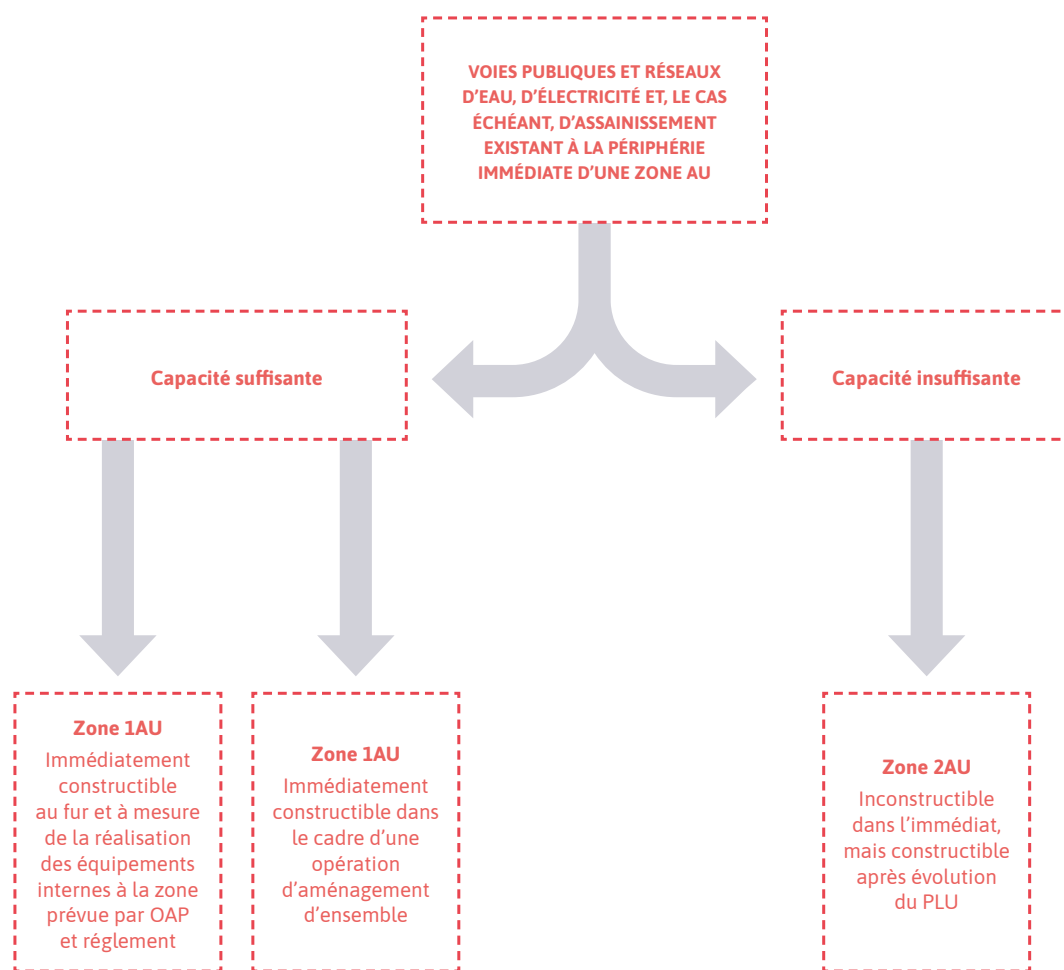 VOIES PUBLIQUES ET RÉSEAUX
D’EAU, D’ÉLECTRICITÉ ET, LE CAS
ÉCHÉANT, D’ASSAINISSEMENT
EXISTANT À LA PÉRIPHÉRIE
IMMÉDIATE D’UNE ZONE AU
Capacité suffisante
Capacité insuffisante
Zone 1AU
Immédiatement
constructible
au fur et à mesure
de la réalisation
des équipements
internes à la zone
prévue par OAP
et réglement
Zone 1AU
Immédiatement
constructible dans
le cadre d’une
opération
d’aménagement
d’ensemble
Zone 2AU
Inconstructible
dans l’immédiat,
mais constructible
après évolution
du PLU